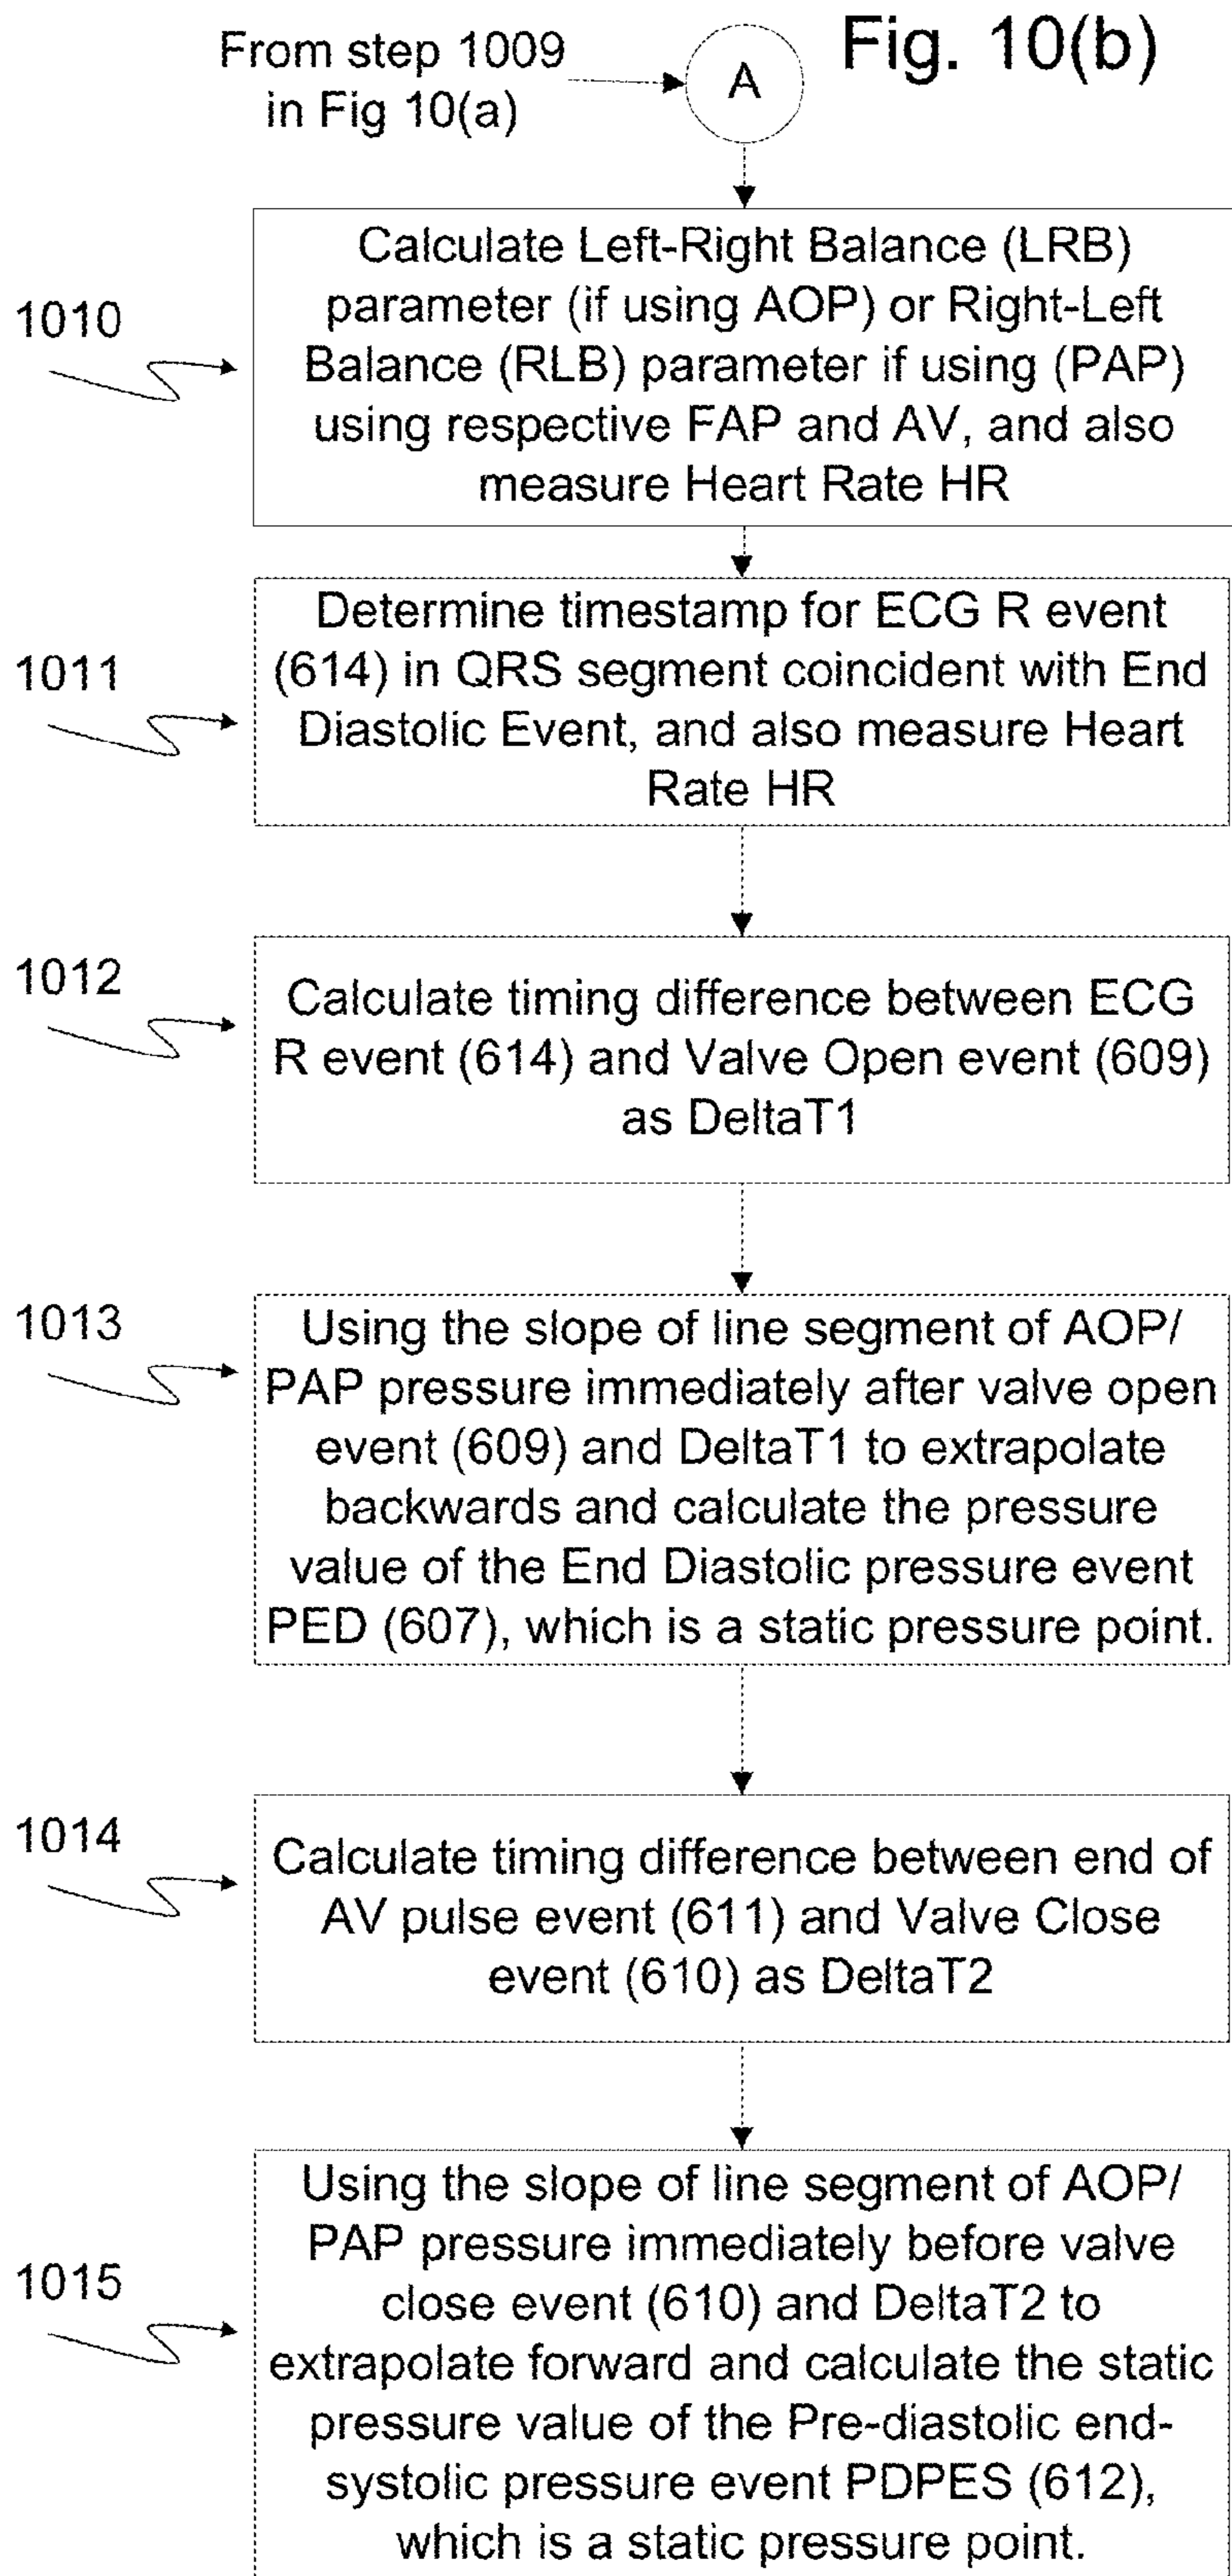 From step 1009
in Fig 10(a)
A
Fig. 10(b)
1010
Calculate Left-Right Balance (LRB)
parameter (if using AOP) or Right-Left
Balance (RLB) parameter if using (PAP)
using respective FAP and AV, and also
measure Heart Rate HR
1011
Determine timestamp for ECG R event
(614) in QRS segment coincident with End
Diastolic Event, and also measure Heart
Rate HR
1012
Calculate timing difference between ECG
R event (614) and Valve Open event (609)
as DeltaT1
1013
Using the slope of line segment of AOP/
PAP pressure immediately after valve open
event (609) and DeltaT1 to extrapolate
backwards and calculate the pressure
value of the End Diastolic pressure event
PED (607), which is a static pressure point.
1014
Calculate timing difference between end of
AV pulse event (611) and Valve Close
event (610) as DeltaT2
1015
Using the slope of line segment of AOP/
PAP pressure immediately before valve
close event (610) and DeltaT2 to
extrapolate forward and calculate the static
pressure value of the Pre-diastolic end-
systolic pressure event PDPES (612),
which is a static pressure point.